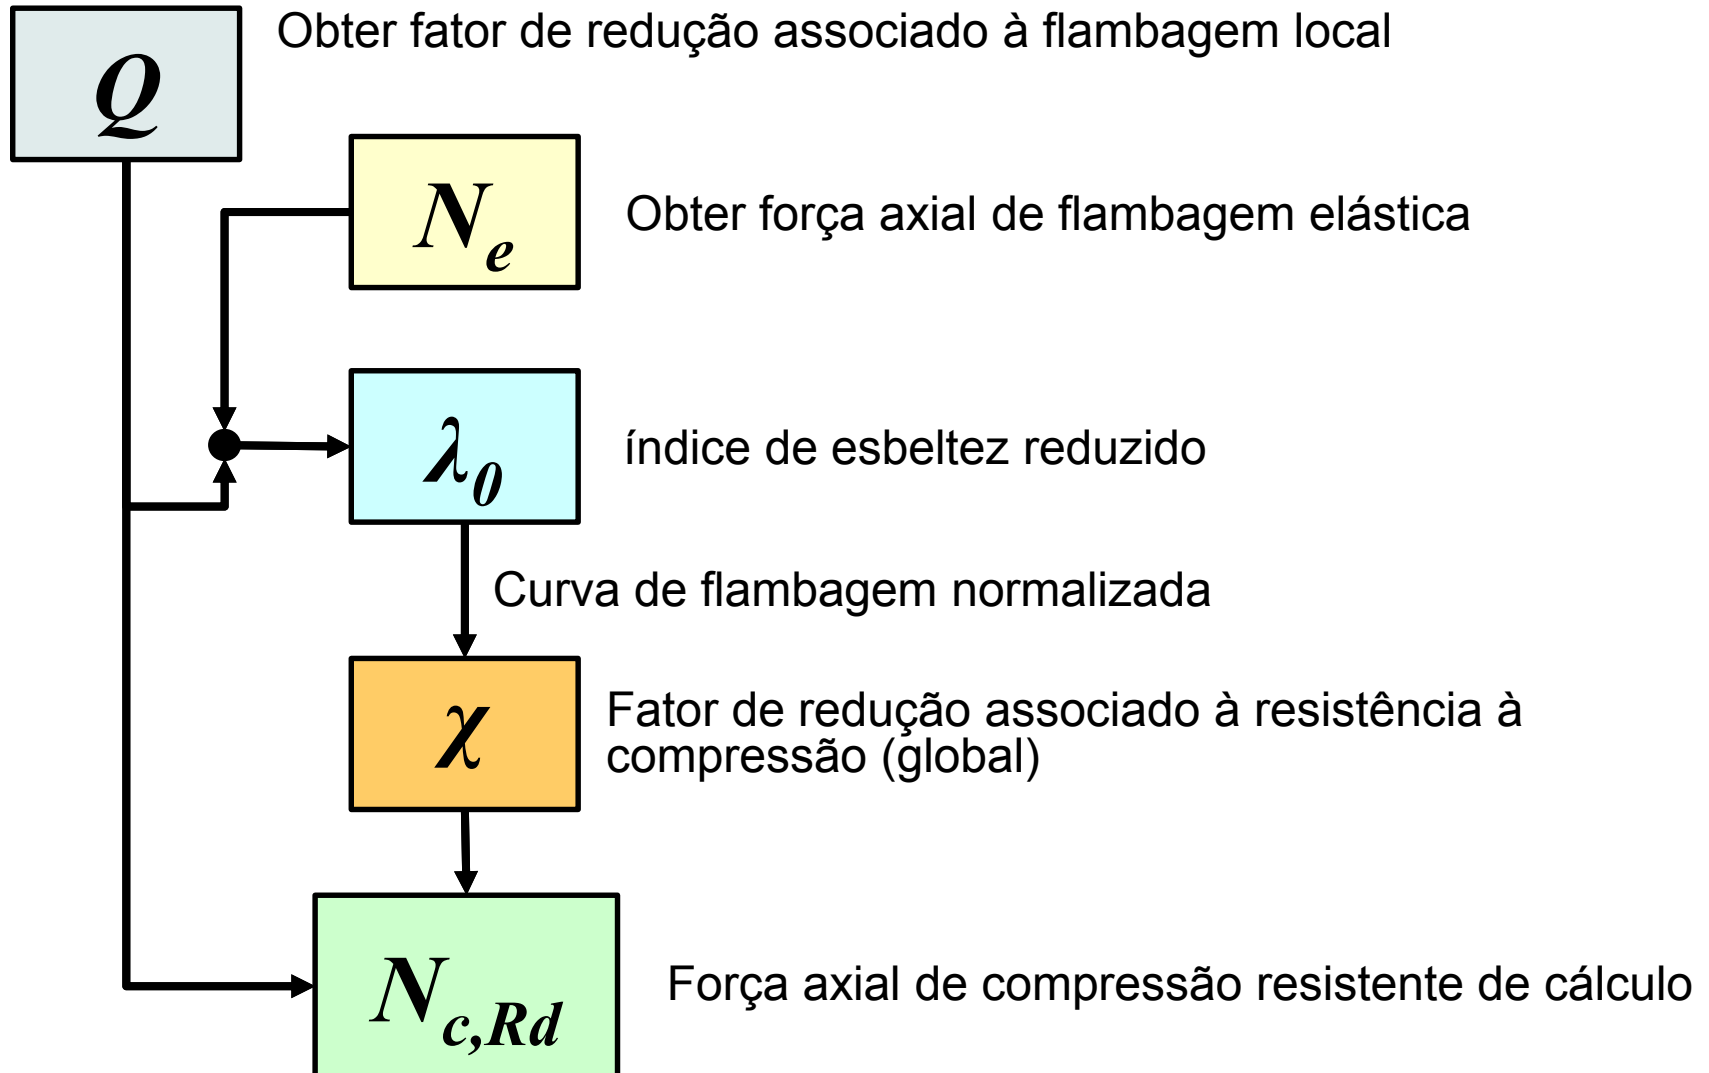 Q
Obter fator de redução associado à flambagem local
Ne
Obter força axial de flambagem elástica
λ0
índice de esbeltez reduzido
Curva de flambagem normalizada
χ
Fator de redução associado à resistência à
compressão (global)
Nc,Rd
Força axial de compressão resistente de cálculo